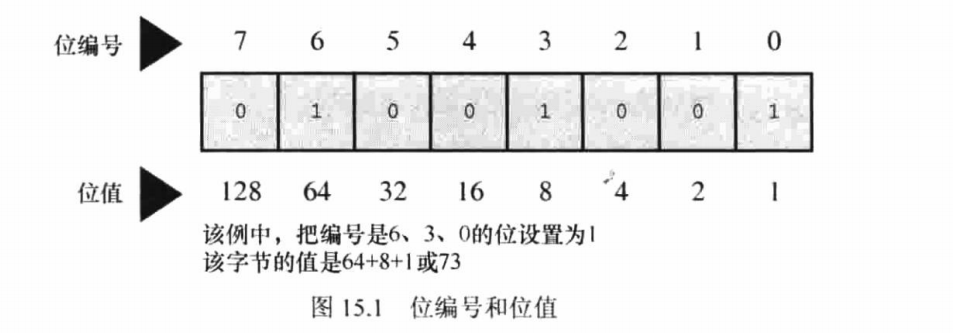 位编号 7 6 5 4 3 2 1 0
0 1 0 0 1 0 0 1
位值 128 64 32 16 8 4 2 1
该例中，把编号是6、3、0的位设置为1
该字节的值是64+8+1或73
图 15.1 位编号和位值